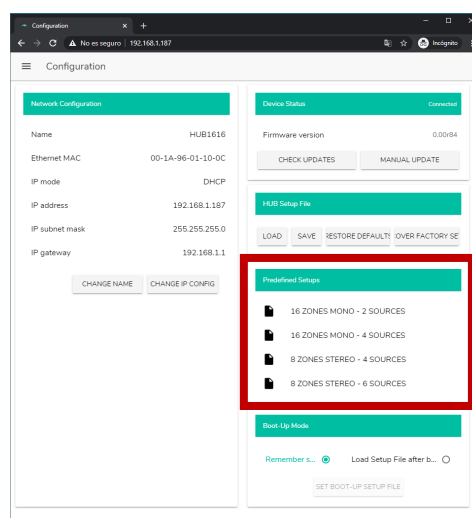 Configuration
No es seguro 192.168.1.187
Incógnito
Configuration
Network Configuration
Name HUB1616
Ethernet MAC 00-1A-96-01-10-0C
IP mode DHCP
IP address 192.168.1.187
IP subnet mask 255.255.255.0
IP gateway 192.168.1.1
CHANGE NAME CHANGE IP CONFIG
Device Status Connected
Firmware version 0.00r84
CHECK UPDATES MANUAL UPDATE
HUB Setup File
LOAD SAVE RESTORE DEFAULTS OVER FACTORY SE
Predefined Setups
16 ZONES MONO - 2 SOURCES
16 ZONES MONO - 4 SOURCES
8 ZONES STEREO - 4 SOURCES
8 ZONES STEREO - 6 SOURCES
Boot-Up Mode
Remember s... Load Setup File after b...
SET BOOT-UP SETUP FILE